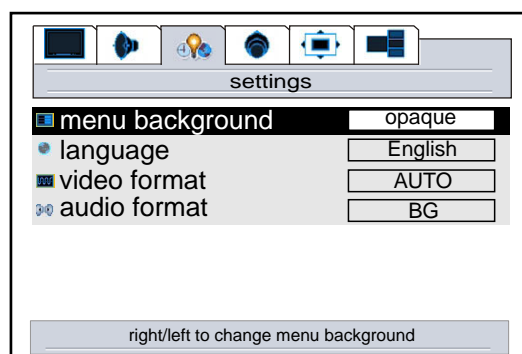 settings
menu background opaque
language English
video format AUTO
audio format BG
right/left to change menu background